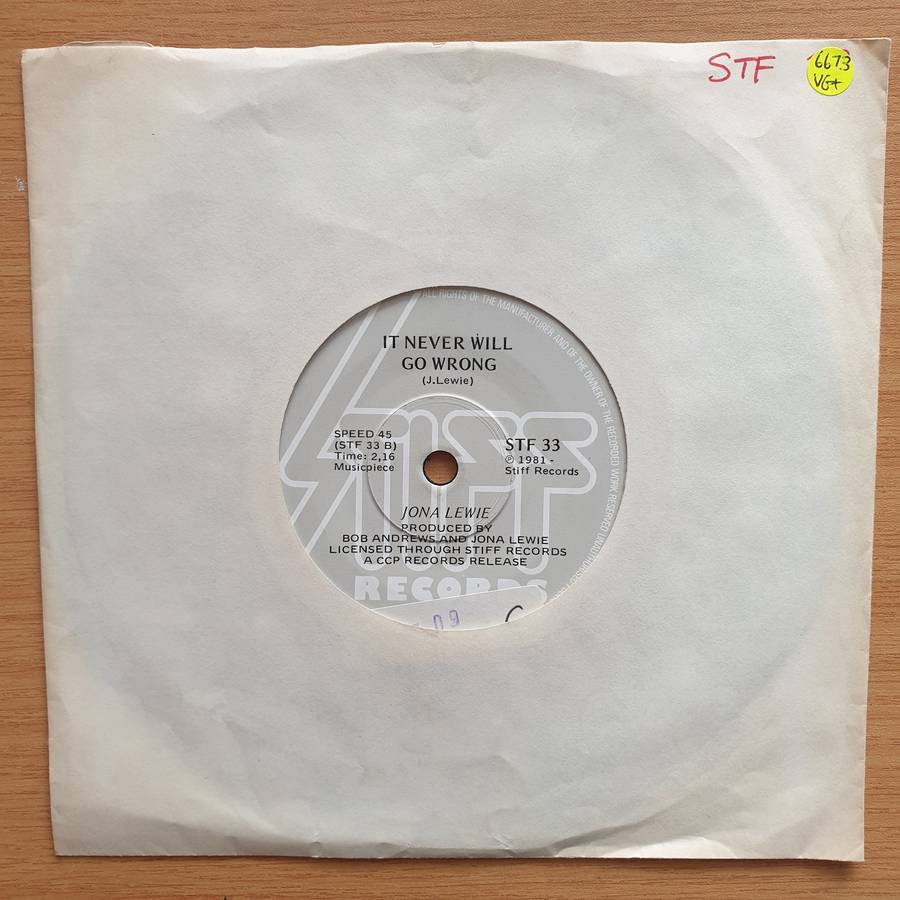 STF
6673
VG+
ALL RIGHTS OF THE MANUFACTURER AND OF THE OWNER OF THE RECORDED WORK RESERVED
IT NEVER WILL
GO WRONG
(J.Lewie)
SPEED 45
(STF 33 B)
Time: 2,16
Musicpiece
STF 33
℗ 1981 -
Stiff Records
STIFF
JONA LEWIE
PRODUCED BY
BOB ANDREWS AND JONA LEWIE
LICENSED THROUGH STIFF RECORDS
A CCP RECORDS RELEASE
RECORDS
09